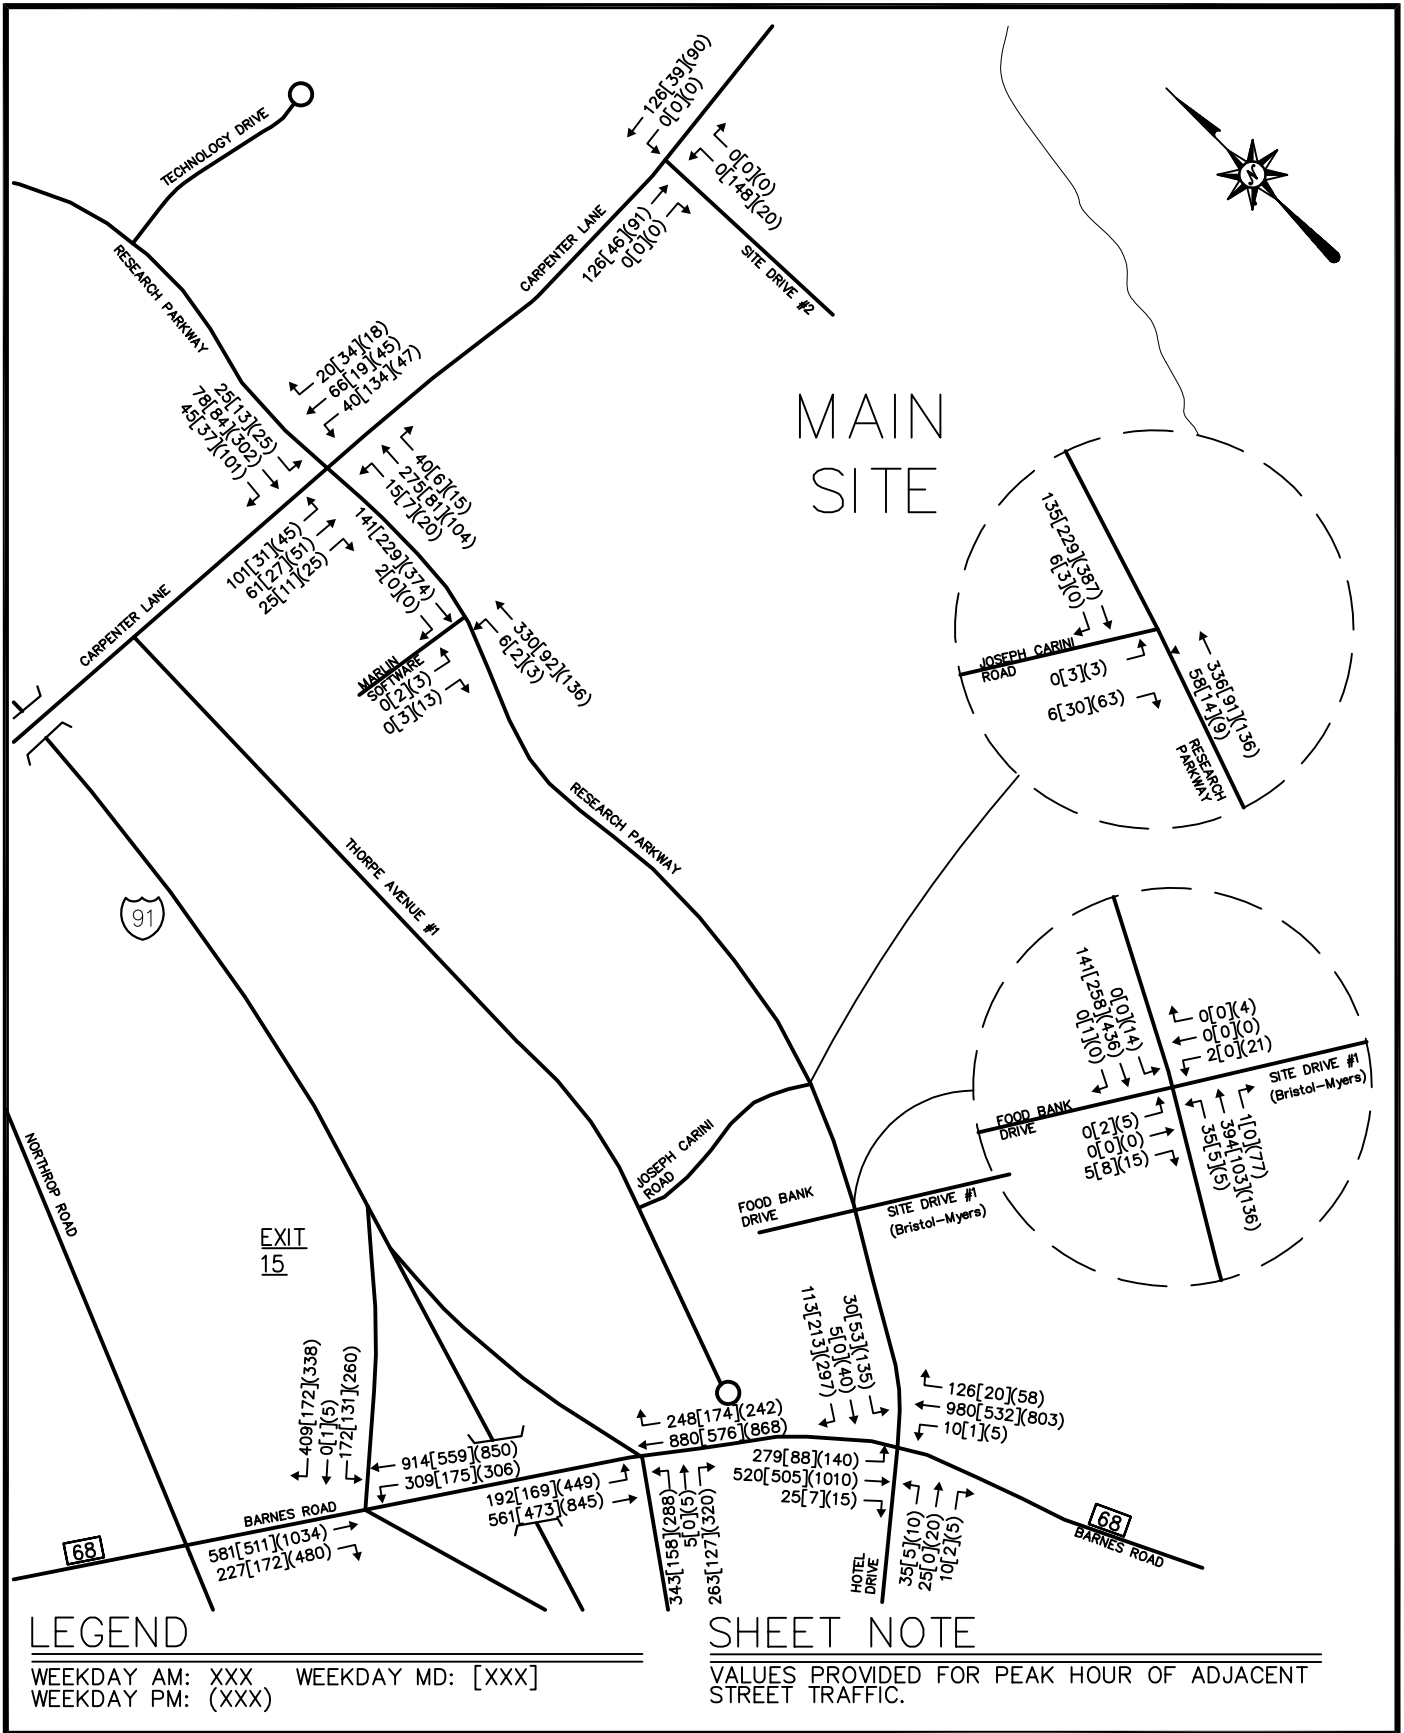 126[39](90)
0[0](0)
TECHNOLOGY DRIVE
0[0](0)
0[148](20)
126[46](91)
0[0](0)
CARPENTER LANE
SITE DRIVE #2
RESEARCH PARKWAY
N
20[34](18)
66[19](45)
40[134](47)
25[13](25)
78[84](302)
45[37](101)
MAIN
SITE
40[6](15)
275[81](104)
15[7](20)
101[31](45)
61[27](51)
25[11](25)
141[229](374)
2[0](0)
CARPENTER LANE
330[92](136)
6[2](3)
MARLIN
SOFTWARE
0[2](3)
0[3](13)
135[229](387)
6[3](0)
JOSEPH CARINI
ROAD
0[3](3)
6[30](63)
336[91](136)
58[14](9)
RESEARCH
PARKWAY
RESEARCH PARKWAY
THORPE AVENUE #1
91
0[0](14)
141[258](436)
0[1](0)
0[0](4)
0[0](0)
2[0](21)
SITE DRIVE #1
(Bristol-Myers)
FOOD BANK
DRIVE
0[2](5)
0[0](0)
5[8](15)
1[0](77)
394[103](136)
35[5](5)
NORTHROP ROAD
JOSEPH CARINI
ROAD
FOOD BANK
DRIVE
SITE DRIVE #1
(Bristol-Myers)
EXIT
15
30[53](135)
5[0](40)
113[213](297)
409[172](338)
0[1](5)
172[131](260)
248[174](242)
880[576](868)
126[20](58)
980[532](803)
10[1](5)
914[559](850)
309[175](306)
279[88](140)
520[505](1010)
25[7](15)
192[169](449)
561[473](845)
BARNES ROAD
68
581[511](1034)
227[172](480)
343[158](288)
5[0](5)
263[127](320)
HOTEL
DRIVE
35[5](10)
25[0](20)
10[2](5)
68
BARNES ROAD
LEGEND
WEEKDAY AM: XXX WEEKDAY MD: [XXX]
WEEKDAY PM: (XXX)
SHEET NOTE
VALUES PROVIDED FOR PEAK HOUR OF ADJACENT
STREET TRAFFIC.